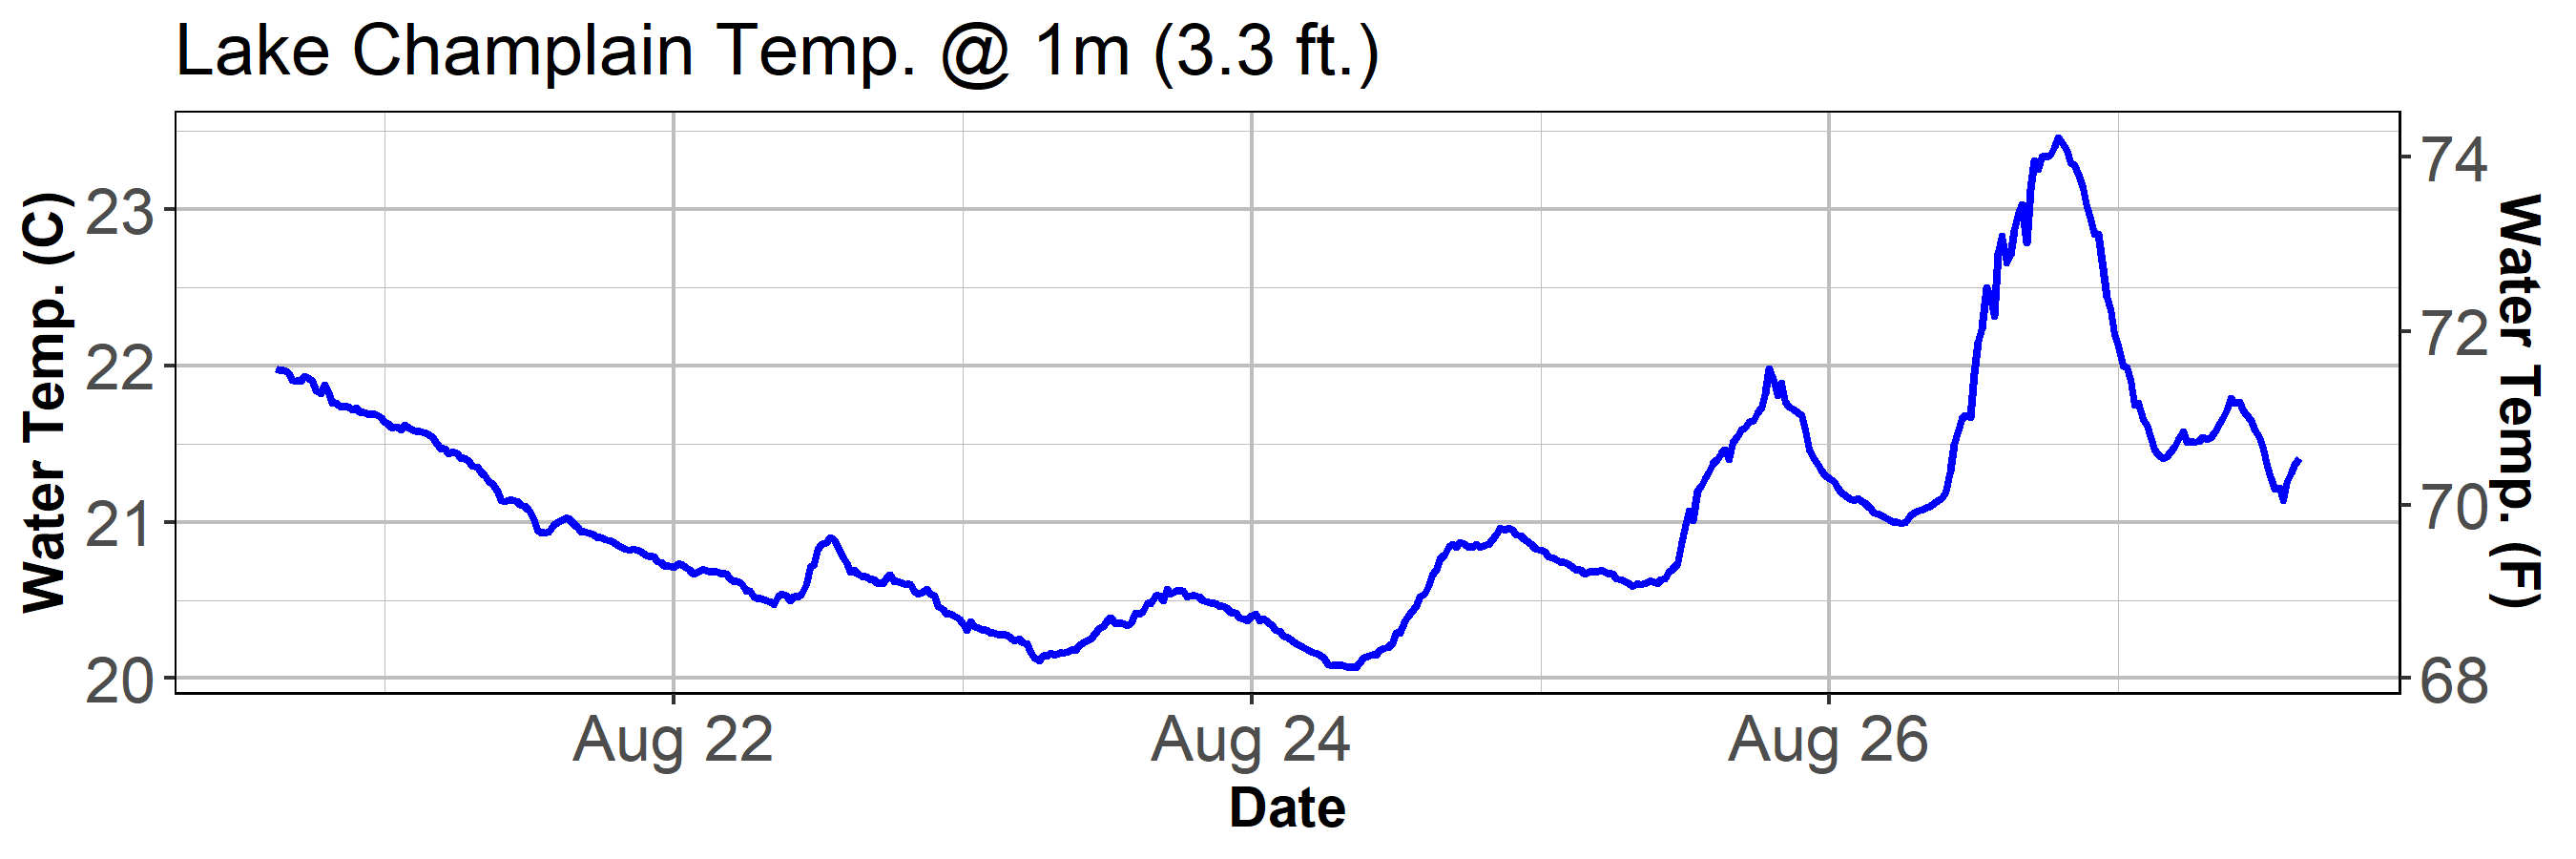 Lake Champlain Temp. @ 1m (3.3 ft.)
Water Temp. (C)
23
22
21
20
74
72
70
68
Water Temp. (F)
Aug 22
Aug 24
Aug 26
Date